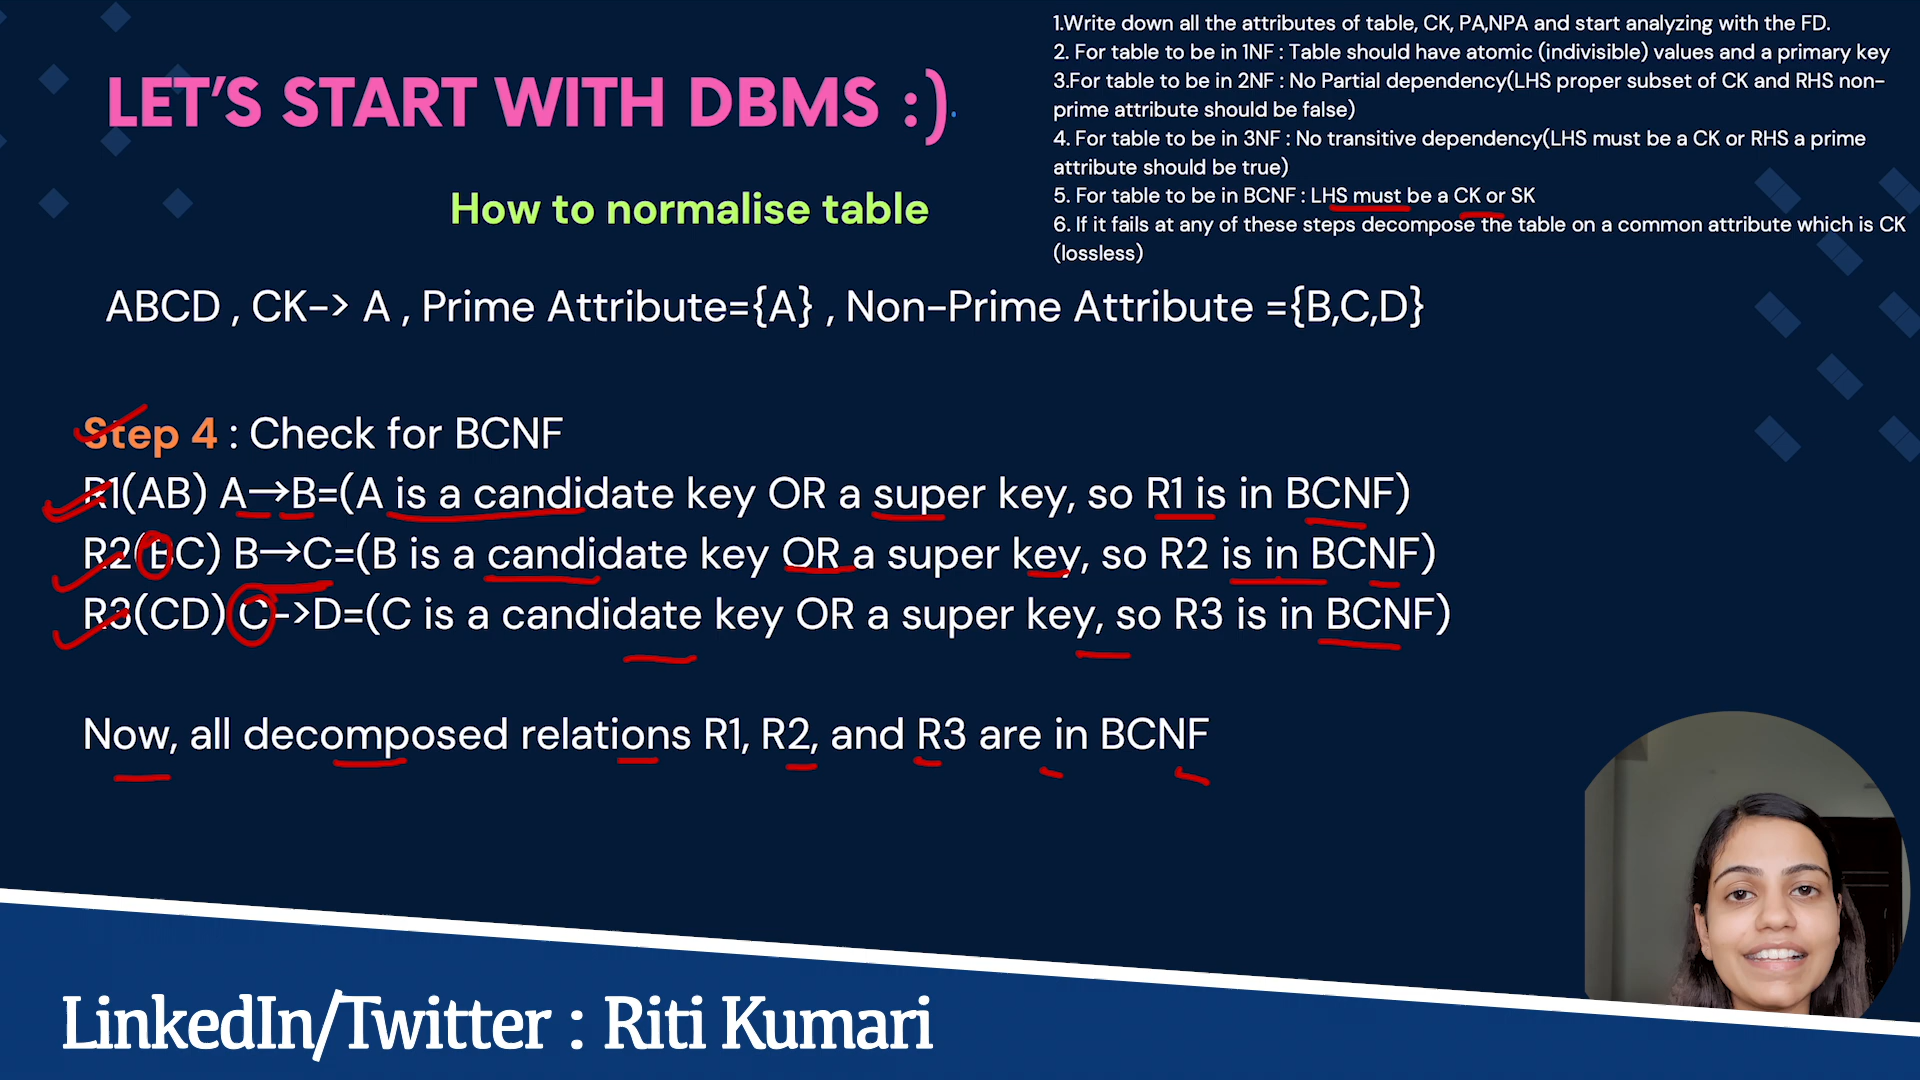 LET'S START WITH DBMS :)
How to normalise table
1.Write down all the attributes of table, CK, PA,NPA and start analyzing with the FD.
2. For table to be in 1NF : Table should have atomic (indivisible) values and a primary key
3.For table to be in 2NF : No Partial dependency(LHS proper subset of CK and RHS non-
prime attribute should be false)
4. For table to be in 3NF : No transitive dependency(LHS must be a CK or RHS a prime
attribute should be true)
5. For table to be in BCNF : LHS must be a CK or SK
6. If it fails at any of these steps decompose the table on a common attribute which is CK
(lossless)
ABCD , CK-> A , Prime Attribute={A} , Non-Prime Attribute ={B,C,D}
Step 4 : Check for BCNF
R1(AB) A→B=(A is a candidate key OR a super key, so R1 is in BCNF)
R2(BC) B→C=(B is a candidate key OR a super key, so R2 is in BCNF)
R3(CD) C->D=(C is a candidate key OR a super key, so R3 is in BCNF)
Now, all decomposed relations R1, R2, and R3 are in BCNF
LinkedIn/Twitter : Riti Kumari